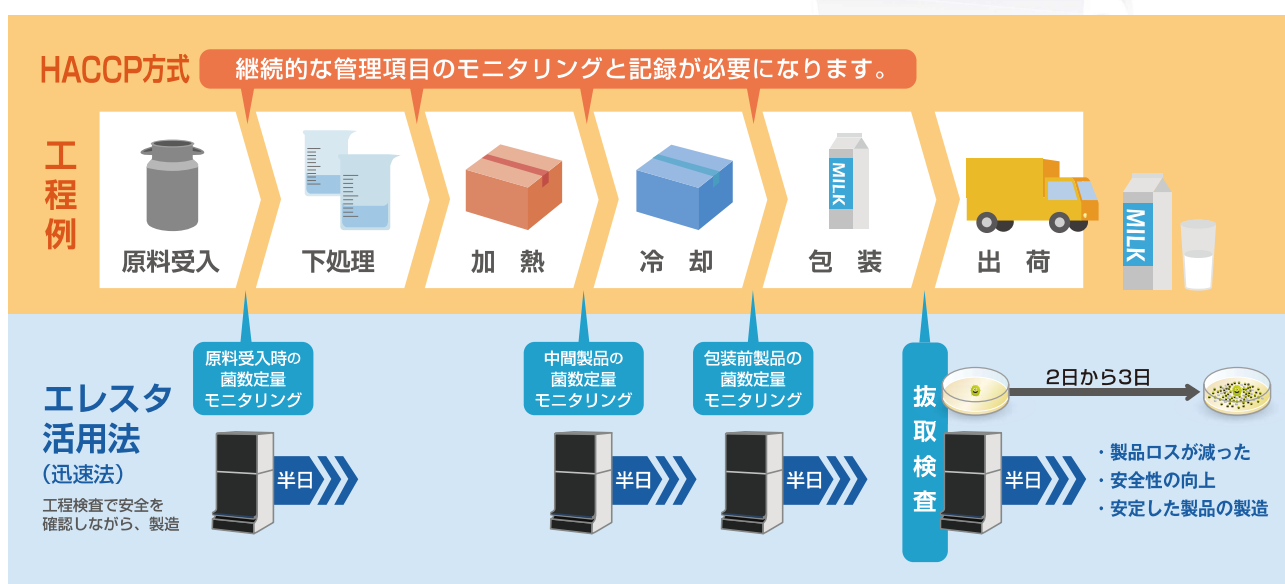 HACCP方式
継続的な管理項目のモニタリングと記録が必要になります。
工程例
原料受入
下処理
加　熱
冷　却
MILK
包　装
出　荷
MILK
エレスタ
活用法
（迅速法）
工程検査で安全を
確認しながら、製造
原料受入時の
菌数定量
モニタリング
半日
中間製品の
菌数定量
モニタリング
半日
包装前製品の
菌数定量
モニタリング
半日
抜取検査
2日から3日
半日
・製品ロスが減った
・安全性の向上
・安定した製品の製造